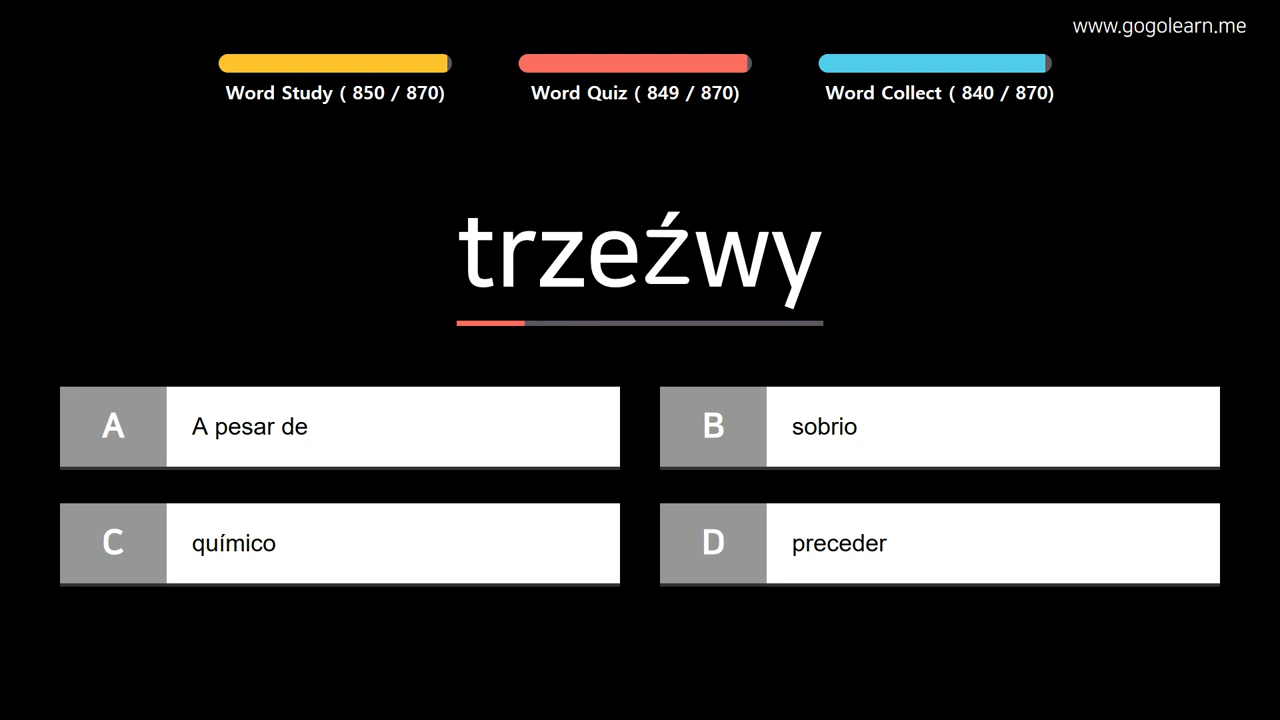 www.gogolearn.me
Word Study ( 850 / 870)
Word Quiz ( 849 / 870)
Word Collect ( 840 / 870)
trzeźwy
A A pesar de
B sobrio
C químico
D preceder